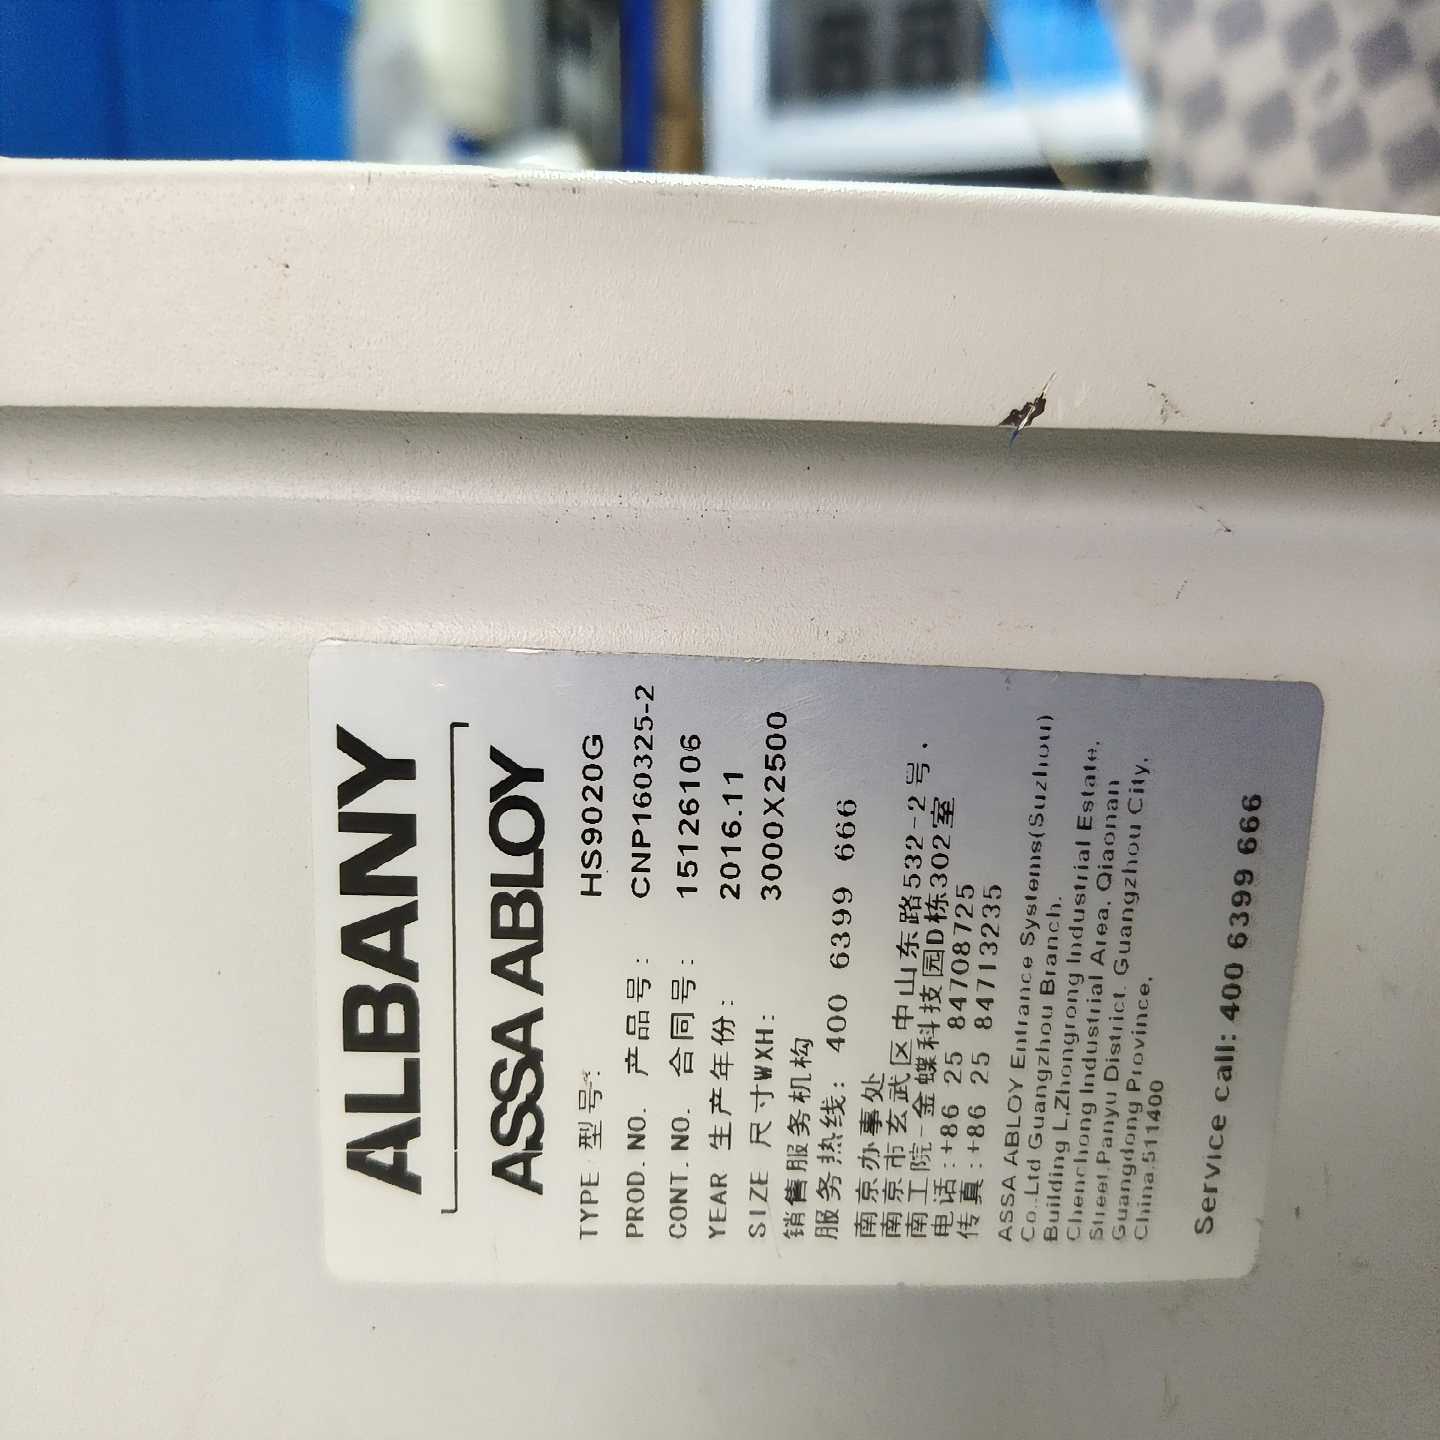 ALBANY
ASSA ABLOY
TYPE 型号: HS9020G
PROD.NO. 产品号: CNP160325-2
CONT.NO. 合同号: 15126106
YEAR 生产年份: 2016.11
SIZE 尺寸WXH: 3000X2500
销售服务机构
服务热线: 400 6399 666
南京办事处
南京市玄武区中山东路532-2号.
南工院-金蝶科技园D栋302室
电话:+86 25 84708725
传真:+86 25 84713235
ASSA ABLOY Entrance Systems(Suzhou)
Co.,Ltd Guangzhou Branch.
Building L,Zhongrong Industrial Estate,
Chenchong Industrial Area, Qiaonan
Street,Panyu District. Guangzhou City,
Guangdong Province,
China,511400
Service call: 400 6399 666